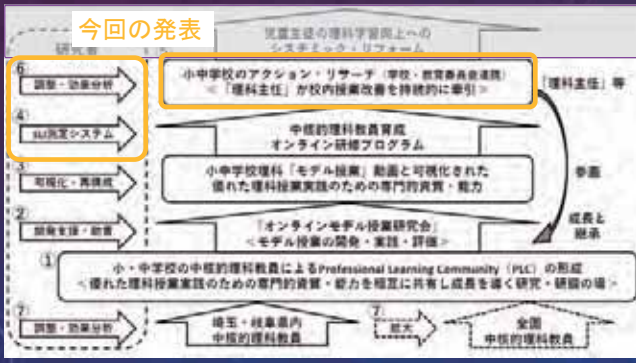 今回の発表
研究者
児童生徒の理科学習向上への
システミック・リフォーム
⑥
調整・効果分析
小中学校のアクション・リサーチ（学校・教育委員会連携）
＜「理科主任」が校内授業改善を持続的に牽引＞
「理科主任」等
④
SLI測定システム
中核的理科教員育成
オンライン研修プログラム
③
可視化・再構成
小中学校理科「モデル授業」動画と可視化された
優れた理科授業実践のための専門的資質・能力
参画
②
開発支援・助言
「オンラインモデル授業研究会」
＜モデル授業の開発・実践・評価＞
成長と
継承
①
小・中学校の中核的理科教員によるProfessional Learning Community（PLC）の形成
＜優れた理科授業実践のための専門的資質・能力を相互に共有し成長を導く研究・研鑽の場＞
⑦
調整・効果分析
埼玉・岐阜県内
中核的理科教員
⑦
拡大
全国
中核的理科教員